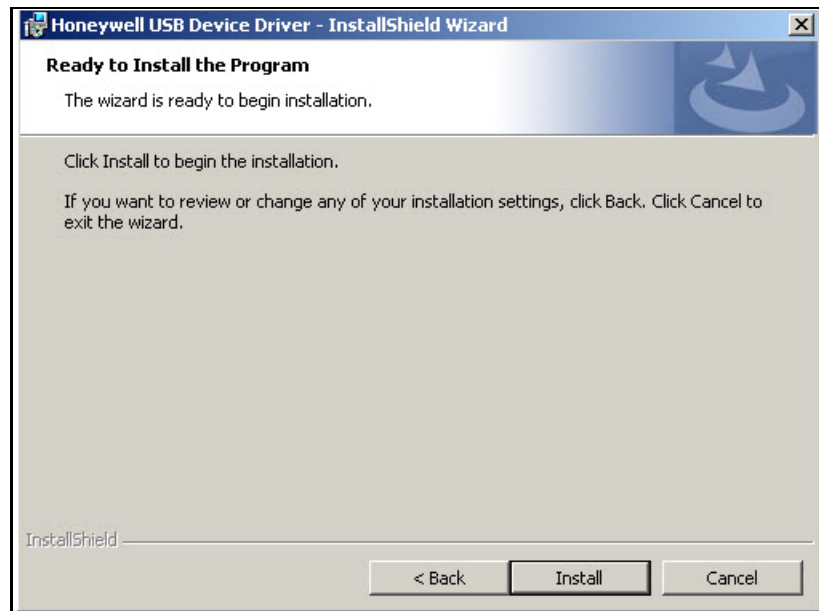 Honeywell USB Device Driver - InstallShield Wizard
Ready to Install the Program
The wizard is ready to begin installation.
Click Install to begin the installation.
If you want to review or change any of your installation settings, click Back. Click Cancel to
exit the wizard.
InstallShield
< Back Install Cancel